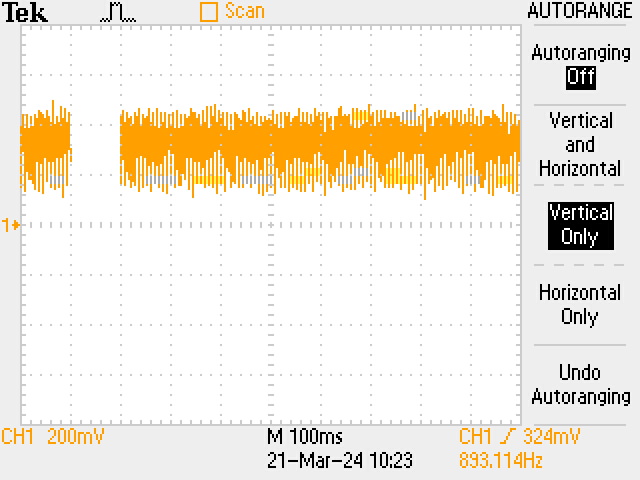 Tek
Scan
AUTORANGE
Autoranging
Off
Vertical
and
Horizontal
Vertical
Only
Horizontal
Only
Undo
Autoranging
1
CH1 200mV
M 100ms
CH1 324mV
21-Mar-24 10:23
893.114Hz